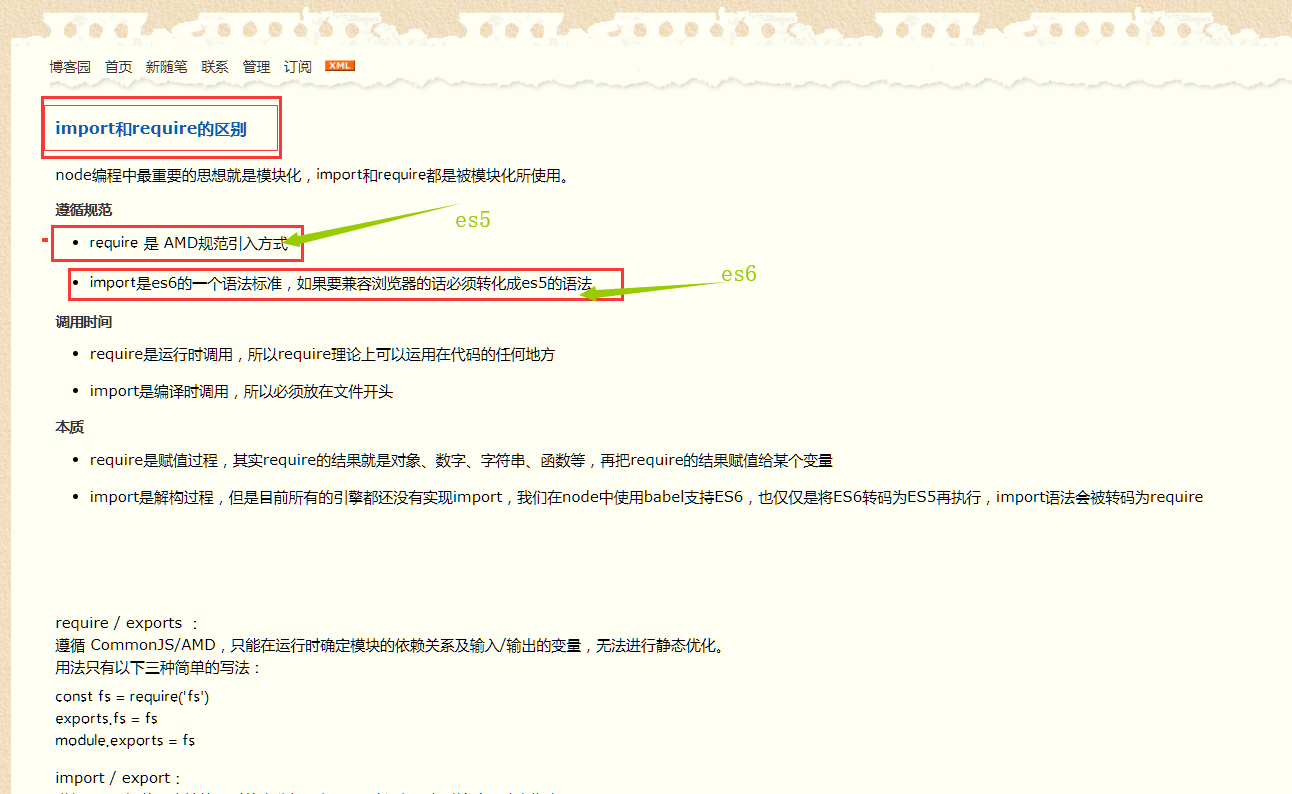 博客园 首页 新随笔 联系 管理 订阅 XML
import和require的区别
node编程中最重要的思想就是模块化，import和require都是被模块化所使用。
遵循规范
es5
require 是 AMD规范引入方式
es6
import是es6的一个语法标准，如果要兼容浏览器的话必须转化成es5的语法
调用时间
require是运行时调用，所以require理论上可以运用在代码的任何地方
import是编译时调用，所以必须放在文件开头
本质
require是赋值过程，其实require的结果就是对象、数字、字符串、函数等，再把require的结果赋值给某个变量
import是解构过程，但是目前所有的引擎都还没有实现import，我们在node中使用babel支持ES6，也仅仅是将ES6转码为ES5再执行，import语法会被转码为require
require / exports ：
遵循 CommonJS/AMD，只能在运行时确定模块的依赖关系及输入/输出的变量，无法进行静态优化。
用法只有以下三种简单的写法：
const fs = require('fs')
exports.fs = fs
module.exports = fs
import / export：